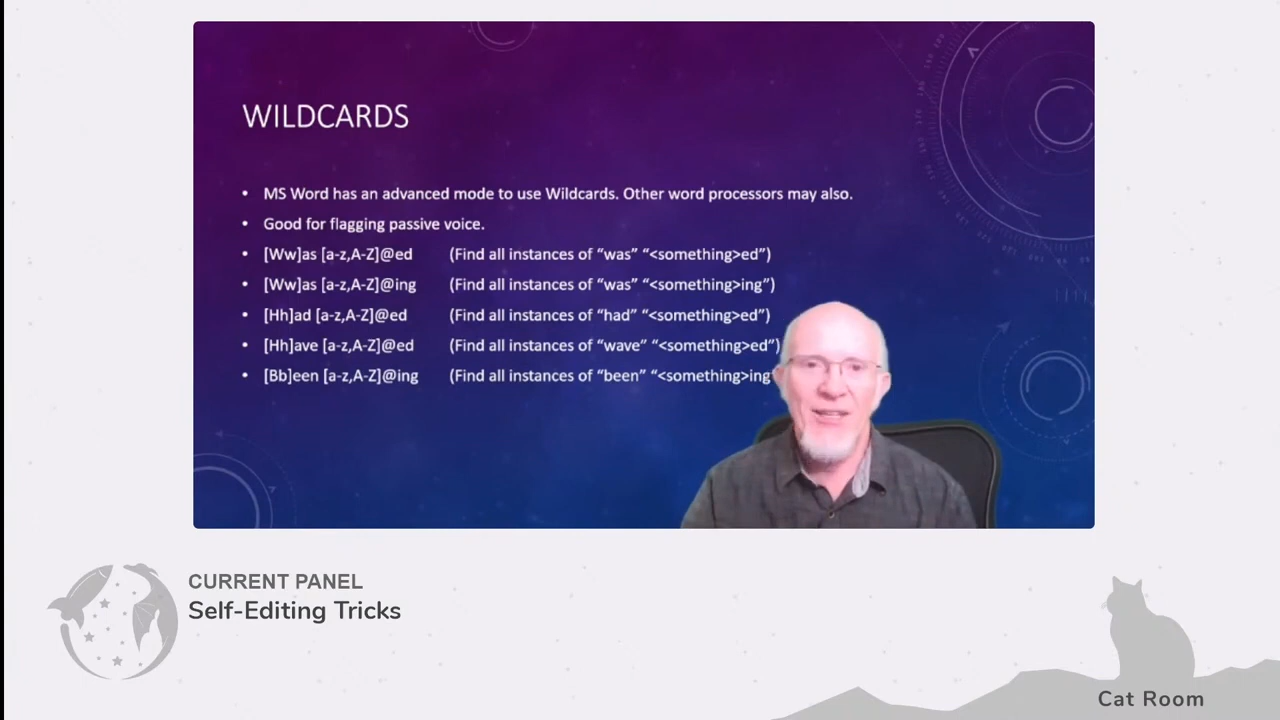 WILDCARDS
• MS Word has an advanced mode to use Wildcards. Other word processors may also.
• Good for flagging passive voice.
• [Ww]as [a-z,A-Z]@ed (Find all instances of “was” “<something>ed”)
• [Ww]as [a-z,A-Z]@ing (Find all instances of “was” “<something>ing”)
• [Hh]ad [a-z,A-Z]@ed (Find all instances of “had” “<something>ed”)
• [Hh]ave [a-z,A-Z]@ed (Find all instances of “wave” “<something>ed”)
• [Bb]een [a-z,A-Z]@ing (Find all instances of “been” “<something>ing
CURRENT PANEL
Self-Editing Tricks
Cat Room